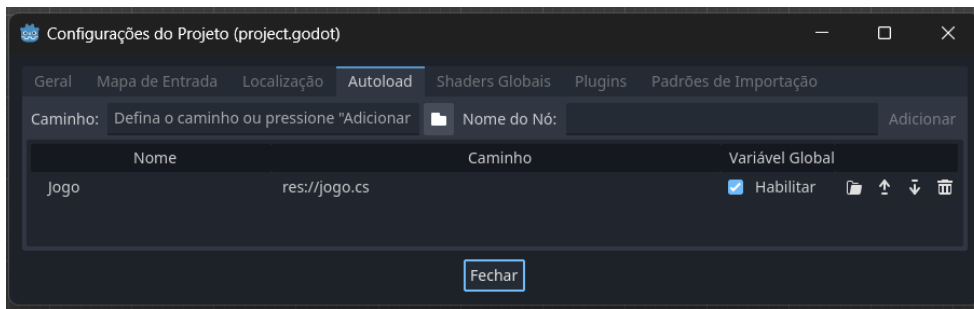 Configurações do Projeto (project.godot)
Geral Mapa de Entrada Localização Autoload Shaders Globais Plugins Padrões de Importação
Caminho: Defina o caminho ou pressione "Adicionar Nome do Nó: Adicionar
Nome Caminho Variável Global
Jogo res://jogo.cs Habilitar
Fechar